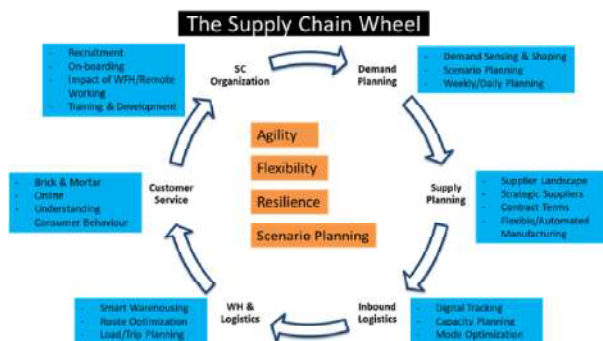 The Supply Chain Wheel
- Recruitment
- On-boarding
- Impact of WFH/Remote
Working
- Training & Development
SC
Organization
Demand
Planning
- Demand Sensing & Shaping
- Scenario Planning
- Weekly/Daily Planning
Agility
Flexibility
Resilience
Scenario Planning
- Brick & Mortar
- Online
- Understanding
Consumer Behaviour
Customer
Service
Supply
Planning
- Supplier Landscape
- Strategic Suppliers
- Contract Terms
- Flexible/Automated
Manufacturing
- Smart Warehousing
- Route Optimization
- Load/Trip Planning
WH &
Logistics
Inbound
Logistics
- Digital Tracking
- Capacity Planning
- Mode Optimization